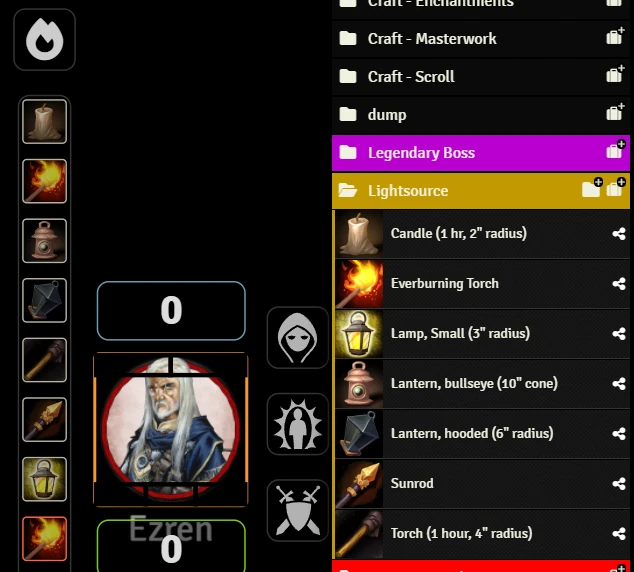 Craft - Enchantments
Craft - Masterwork
Craft - Scroll
dump
Legendary Boss
Lightsource
Candle (1 hr, 2" radius)
Everburning Torch
Lamp, Small (3" radius)
Lantern, bullseye (10" cone)
Lantern, hooded (6" radius)
Sunrod
Torch (1 hour, 4" radius)
0
Ezren
0